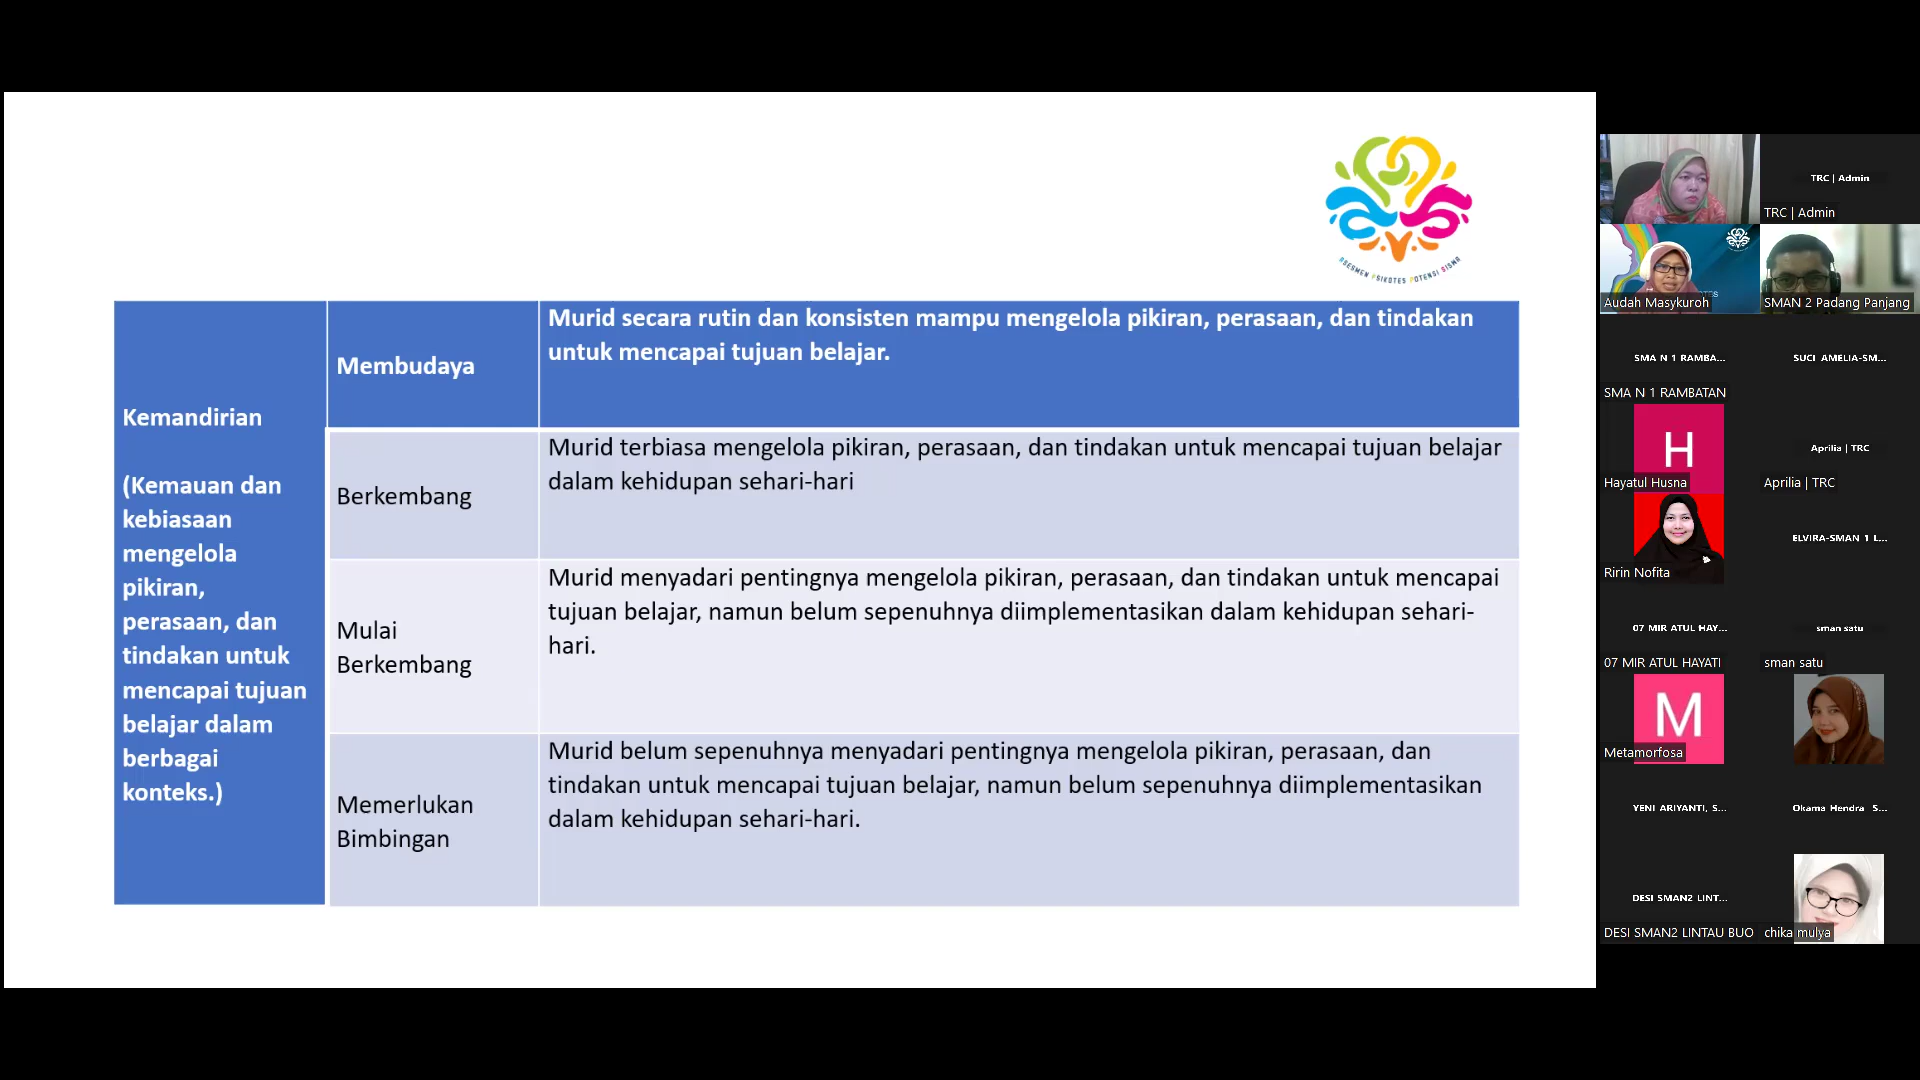 ASESMEN PSIKOTES POTENSI SISWA
Kemandirian
(Kemauan dan
kebiasaan
mengelola
pikiran,
perasaan, dan
tindakan untuk
mencapai tujuan
belajar dalam
berbagai
konteks.)
Membudaya
Murid secara rutin dan konsisten mampu mengelola pikiran, perasaan, dan tindakan
untuk mencapai tujuan belajar.
Berkembang
Murid terbiasa mengelola pikiran, perasaan, dan tindakan untuk mencapai tujuan belajar
dalam kehidupan sehari-hari
Mulai
Berkembang
Murid menyadari pentingnya mengelola pikiran, perasaan, dan tindakan untuk mencapai
tujuan belajar, namun belum sepenuhnya diimplementasikan dalam kehidupan sehari-
hari.
Memerlukan
Bimbingan
Murid belum sepenuhnya menyadari pentingnya mengelola pikiran, perasaan, dan
tindakan untuk mencapai tujuan belajar, namun belum sepenuhnya diimplementasikan
dalam kehidupan sehari-hari.
TRC | Admin
TRC | Admin
Audah Masykuroh
SMAN 2 Padang Panjang
SMA N 1 RAMBA...
SUCI AMELIA-SM...
SMA N 1 RAMBATAN
H
Aprilia | TRC
Hayatul Husna
Aprilia | TRC
ELVIRA-SMAN 1 L...
Ririn Nofita
07 MIR ATUL HAY...
sman satu
07 MIR ATUL HAYATI
sman satu
M
Metamorfosa
YENI ARIYANTI, S...
Okama Hendra S...
DESI SMAN2 LINT...
DESI SMAN2 LINTAU BUO
chika mulya